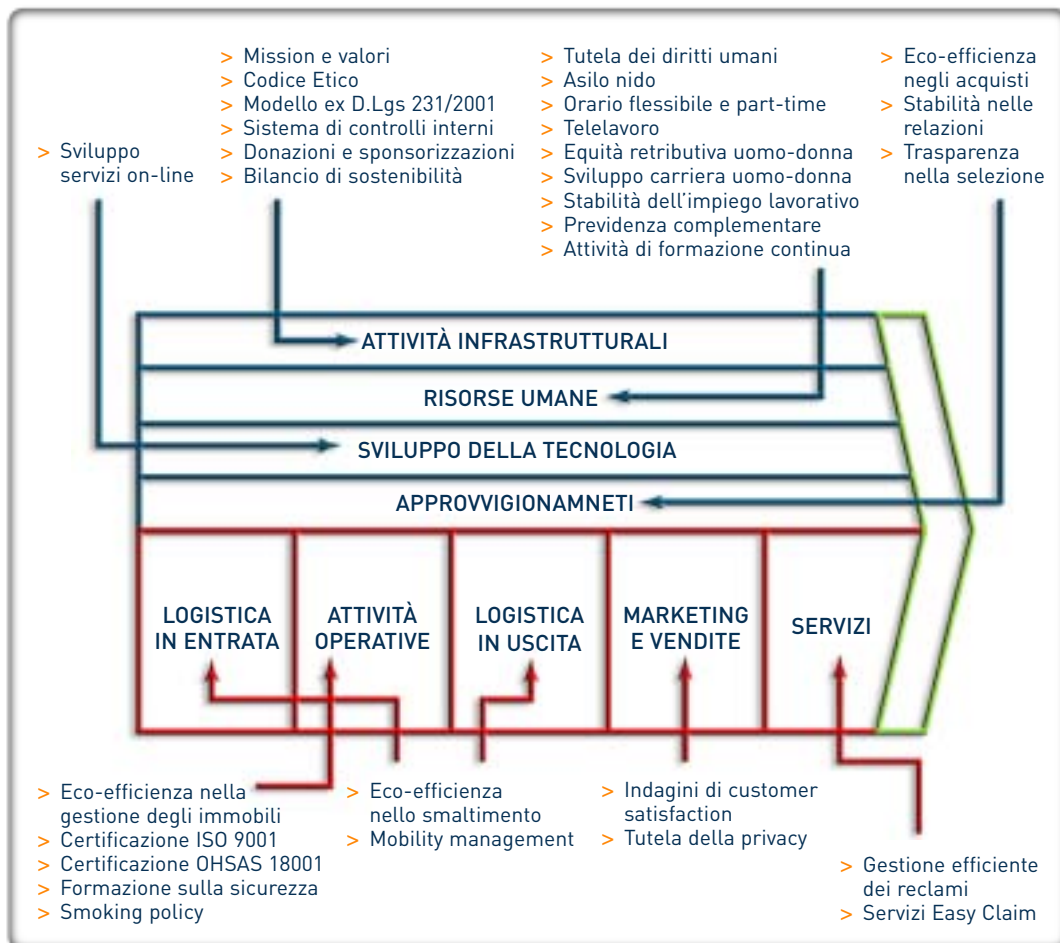 > Sviluppo
servizi on-line
> Mission e valori
> Codice Etico
> Modello ex D.Lgs 231/2001
> Sistema di controlli interni
> Donazioni e sponsorizzazioni
> Bilancio di sostenibilità
> Tutela dei diritti umani
> Asilo nido
> Orario flessibile e part-time
> Telelavoro
> Equità retributiva uomo-donna
> Sviluppo carriera uomo-donna
> Stabilità dell'impiego lavorativo
> Previdenza complementare
> Attività di formazione continua
> Eco-efficienza
negli acquisti
> Stabilità nelle
relazioni
> Trasparenza
nella selezione
ATTIVITÀ INFRASTRUTTURALI
RISORSE UMANE
SVILUPPO DELLA TECNOLOGIA
APPROVVIGIONAMNETI
LOGISTICA
IN ENTRATA
ATTIVITÀ
OPERATIVE
LOGISTICA
IN USCITA
MARKETING
E VENDITE
SERVIZI
> Eco-efficienza nella
gestione degli immobili
> Certificazione ISO 9001
> Certificazione OHSAS 18001
> Formazione sulla sicurezza
> Smoking policy
> Eco-efficienza
nello smaltimento
> Mobility management
> Indagini di customer
satisfaction
> Tutela della privacy
> Gestione efficiente
dei reclami
> Servizi Easy Claim